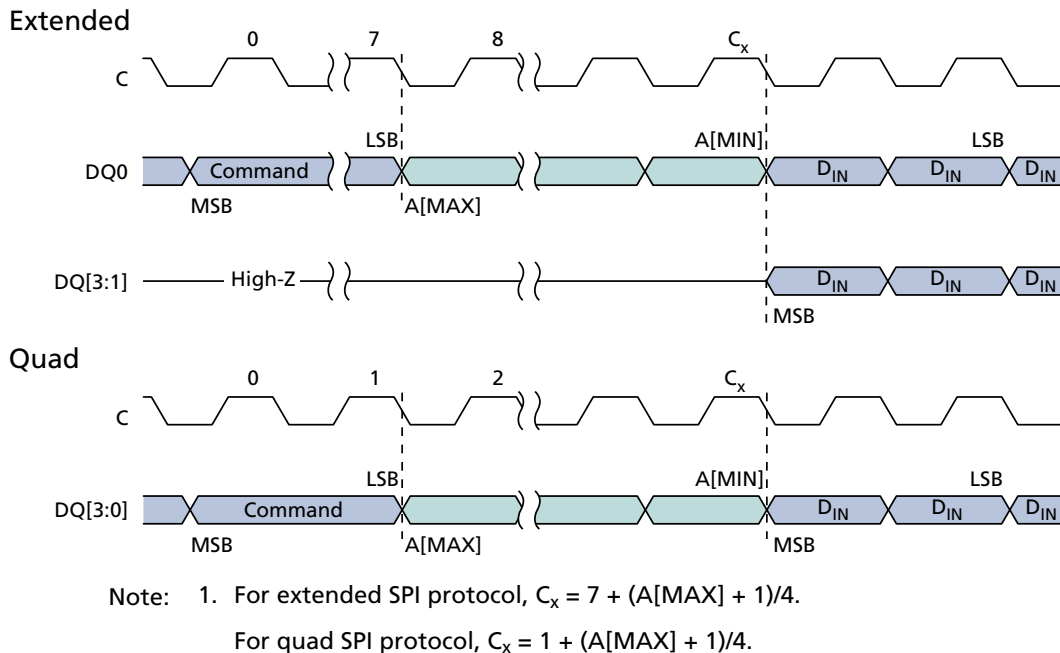 Extended
0 7 8 Cx
C
LSB A[MIN] LSB
DQ0 Command DIN DIN DIN
MSB A[MAX]
DQ[3:1] High-Z DIN DIN DIN
MSB
Quad
0 1 2 Cx
C
LSB A[MIN] LSB
DQ[3:0] Command DIN DIN DIN
MSB A[MAX] MSB
Note: 1. For extended SPI protocol, Cx = 7 + (A[MAX] + 1)/4.
For quad SPI protocol, Cx = 1 + (A[MAX] + 1)/4.